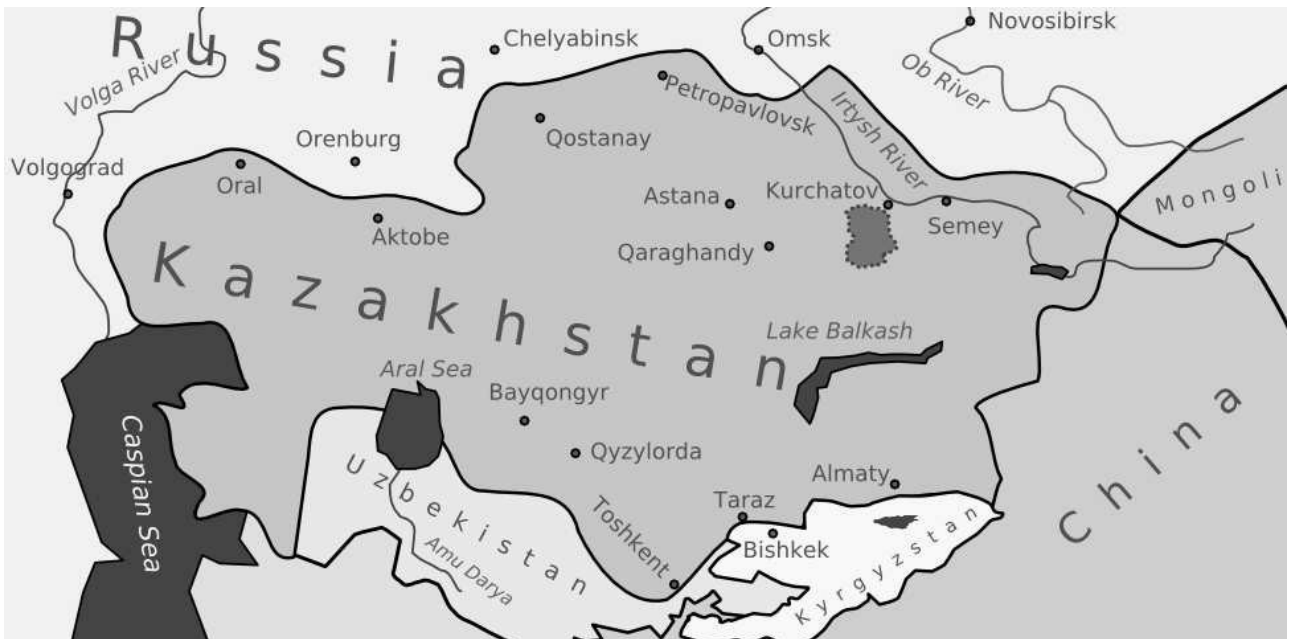 Russia
Volga River
Chelyabinsk
Omsk
Novosibirsk
Ob River
Petropavlovsk
Irtysh River
Orenburg
Qostanay
Volgograd
Oral
Mongoli
Astana
Kurchatov
Aktobe
Semey
Qaraghandy
Kazakhstan
Lake Balkash
Aral Sea
Bayqongyr
China
Caspian Sea
Qyzylorda
Uzbekistan
Almaty
Toshkent
Taraz
Bishkek
Amu Darya
Kyrgyzstan